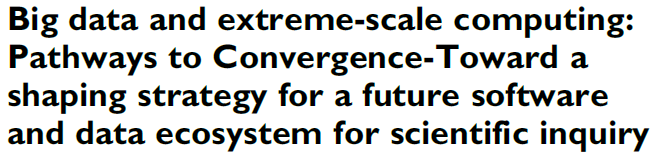 Big data and extreme-scale computing:
Pathways to Convergence-Toward a
shaping strategy for a future software
and data ecosystem for scientific inquiry